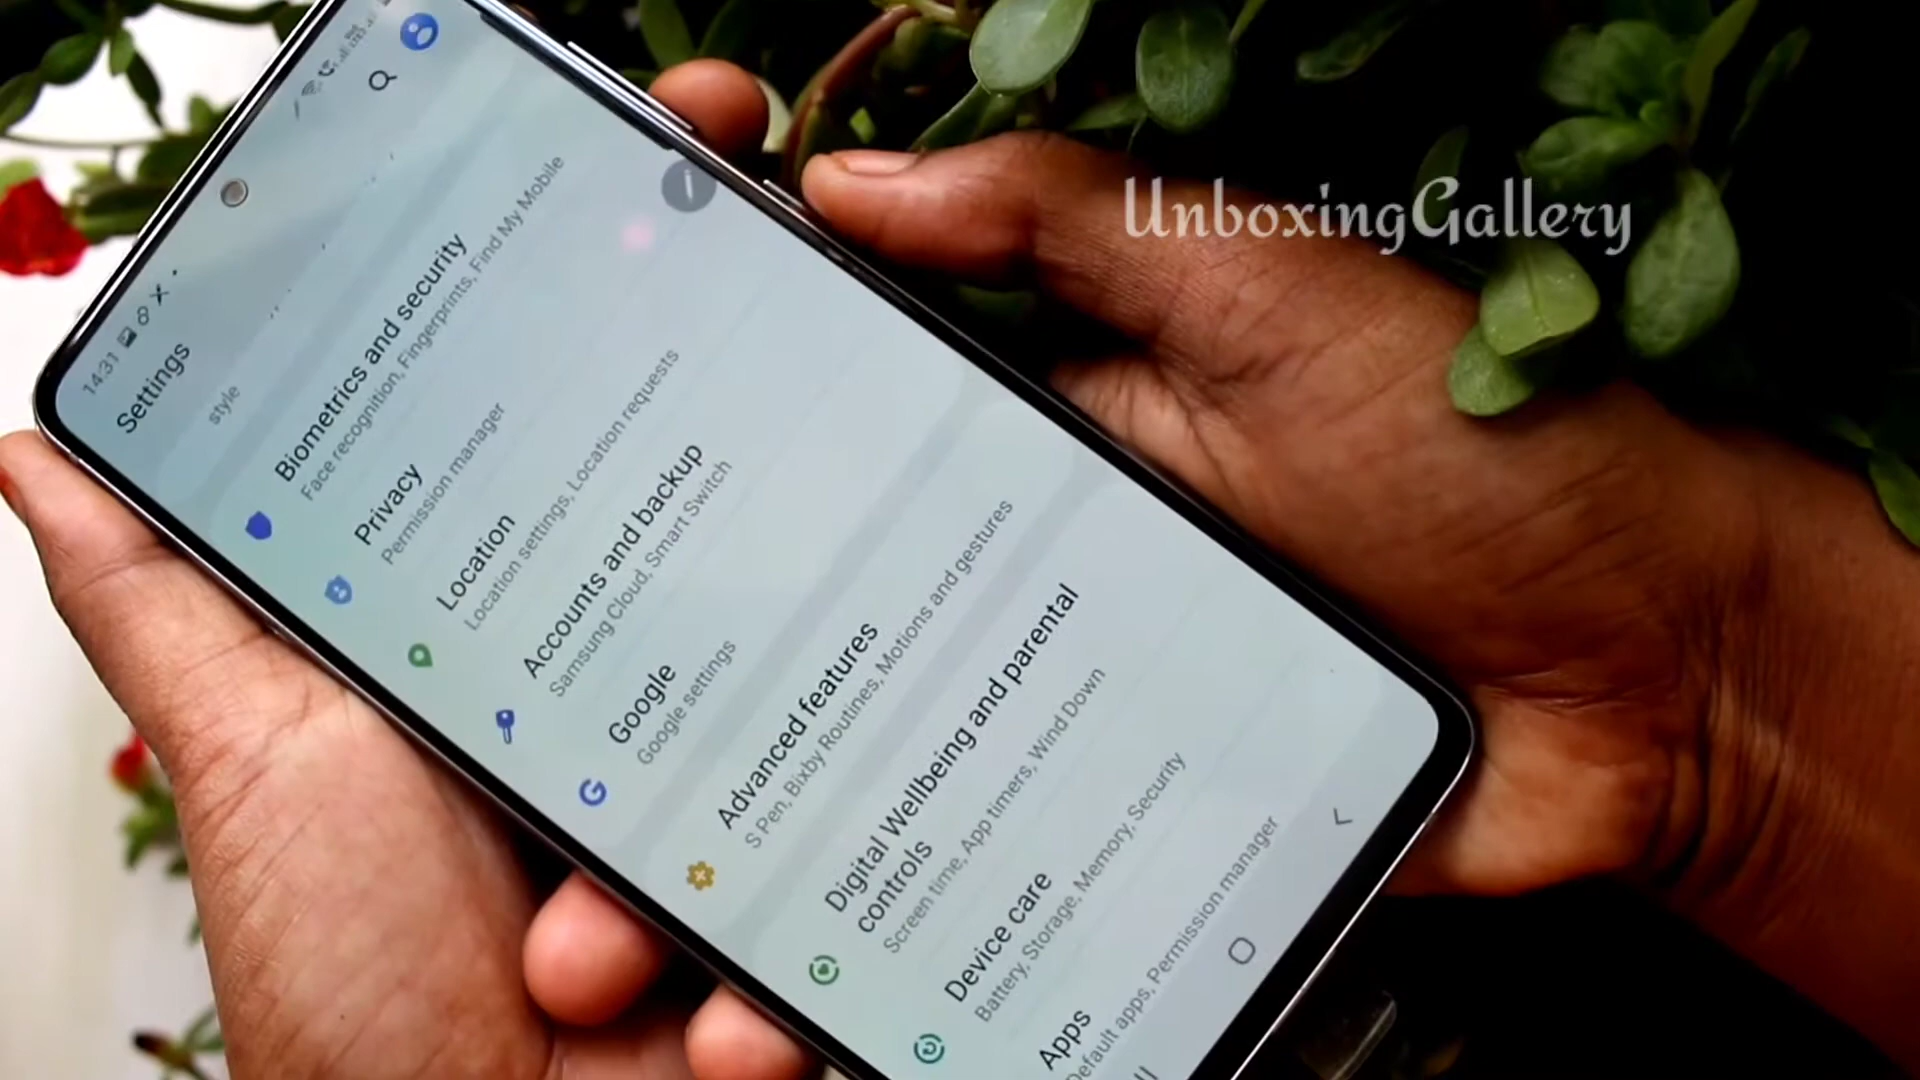 14:31
Settings
style
Biometrics and security
Face recognition, Fingerprints, Find My Mobile
Privacy
Permission manager
Location
Location settings, Location requests
Accounts and backup
Samsung Cloud, Smart Switch
Google
Google settings
Advanced features
S Pen, Bixby Routines, Motions and gestures
Digital Wellbeing and parental
controls
Screen time, App timers, Wind Down
Device care
Battery, Storage, Memory, Security
Apps
Default apps, Permission manager
UnboxingGallery